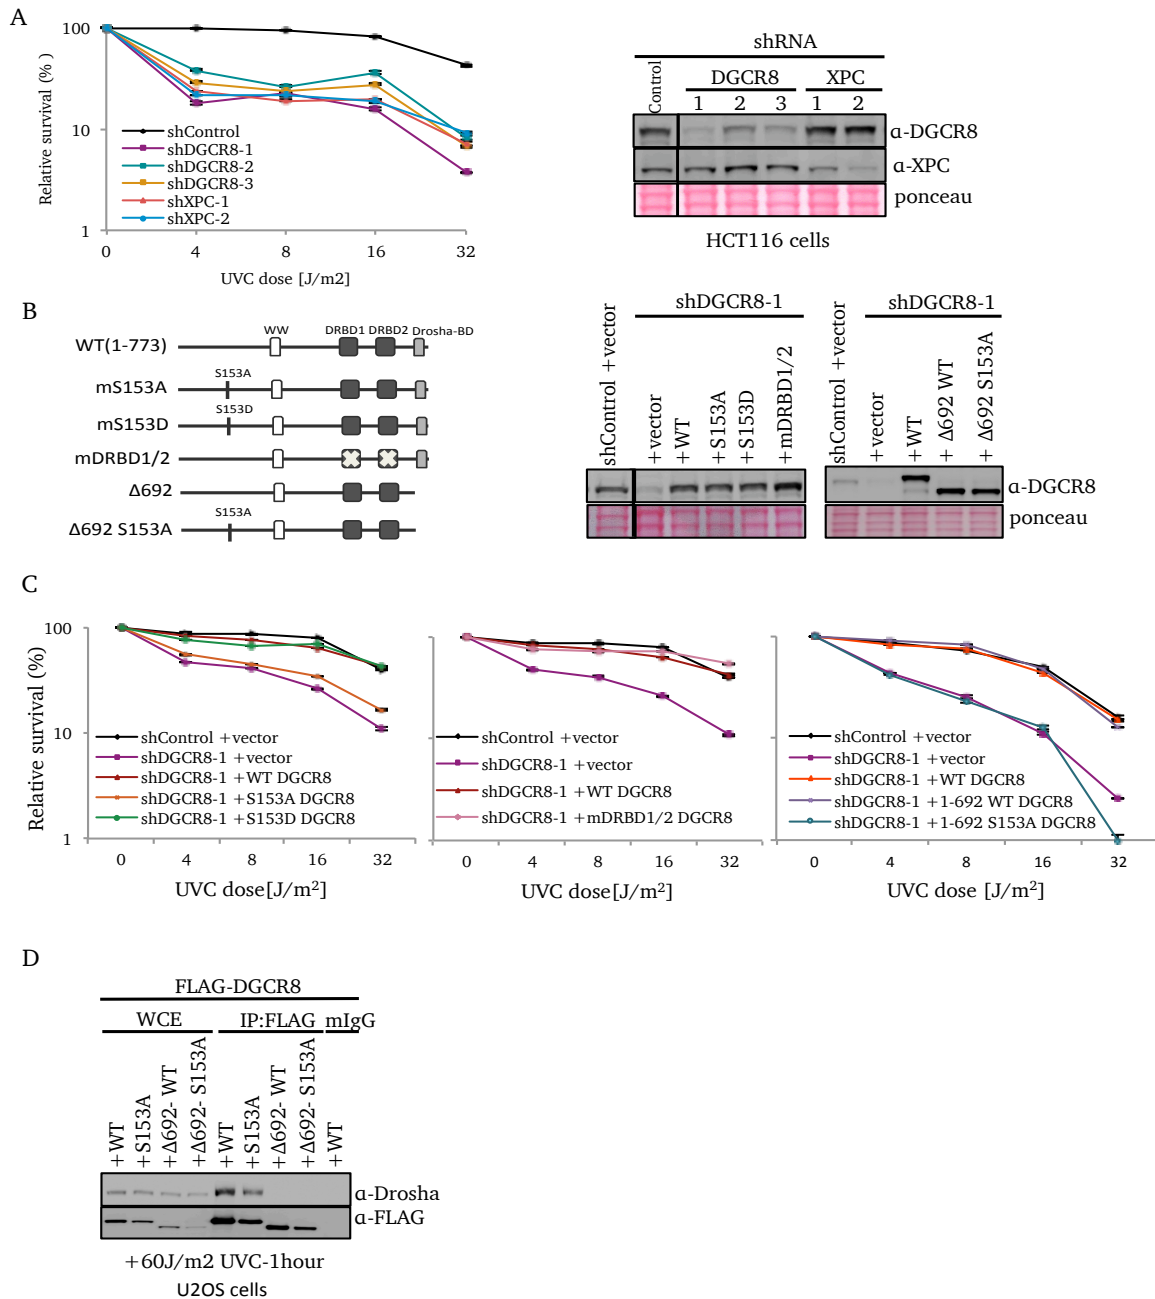 A
100
10
1
0
4
8
16
32
Relative survival (% )
UVC dose [J/m2]
shControl
shDGCR8-1
shDGCR8-2
shDGCR8-3
shXPC-1
shXPC-2
shRNA
Control
DGCR8
XPC
1 2 3 1 2
ɑ-DGCR8
ɑ-XPC
ponceau
HCT116 cells
B
WW DRBD1 DRBD2 Drosha-BD
WT(1-773)
S153A
mS153A
S153D
mS153D
mDRBD1/2
Δ692
S153A
Δ692 S153A
shDGCR8-1
shControl +vector
+vector
+WT
+S153A
+S153D
+mDRBD1/2
shDGCR8-1
shControl +vector
+vector
+WT
+ Δ692 WT
+ Δ692 S153A
ɑ-DGCR8
ponceau
C
100
10
1
Relative survival (%)
0 4 8 16 32
UVC dose[J/m²]
shControl +vector
shDGCR8-1 +vector
shDGCR8-1 +WT DGCR8
shDGCR8-1 +S153A DGCR8
shDGCR8-1 +S153D DGCR8
0 4 8 16 32
UVC dose[J/m²]
shControl +vector
shDGCR8-1 +vector
shDGCR8-1 +WT DGCR8
shDGCR8-1 +mDRBD1/2 DGCR8
0 4 8 16 32
UVC dose[J/m²]
shControl +vector
shDGCR8-1 +vector
shDGCR8-1 +WT DGCR8
shDGCR8-1 +1-692 WT DGCR8
shDGCR8-1 +1-692 S153A DGCR8
D
FLAG-DGCR8
WCE IP:FLAG mIgG
+WT
+S153A
+Δ692- WT
+Δ692- S153A
+WT
+S153A
+Δ692- WT
+Δ692- S153A
+WT
ɑ-Drosha
ɑ-FLAG
+60J/m2 UVC-1hour
U2OS cells